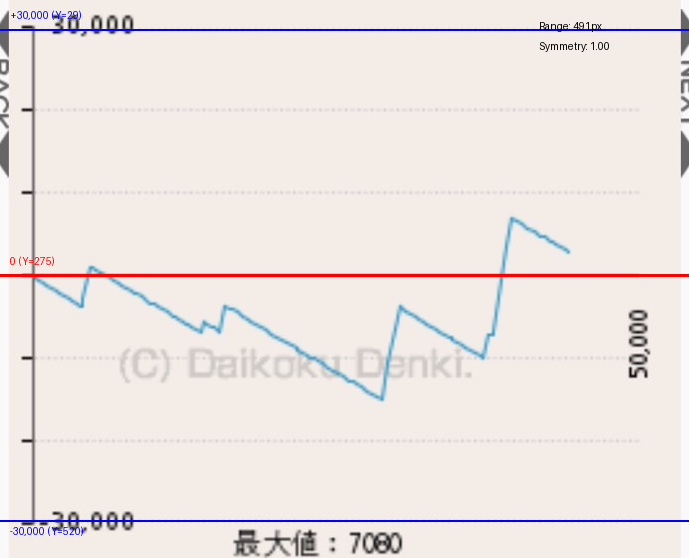 +30,000 (Y=29)
30,000
Range: 491px
Symmetry: 1.00
BACK
NEXT
0 (Y=275)
50,000
(C) Daikoku Denki.
-30,000
-30,000 (Y=520)
最大値：7080